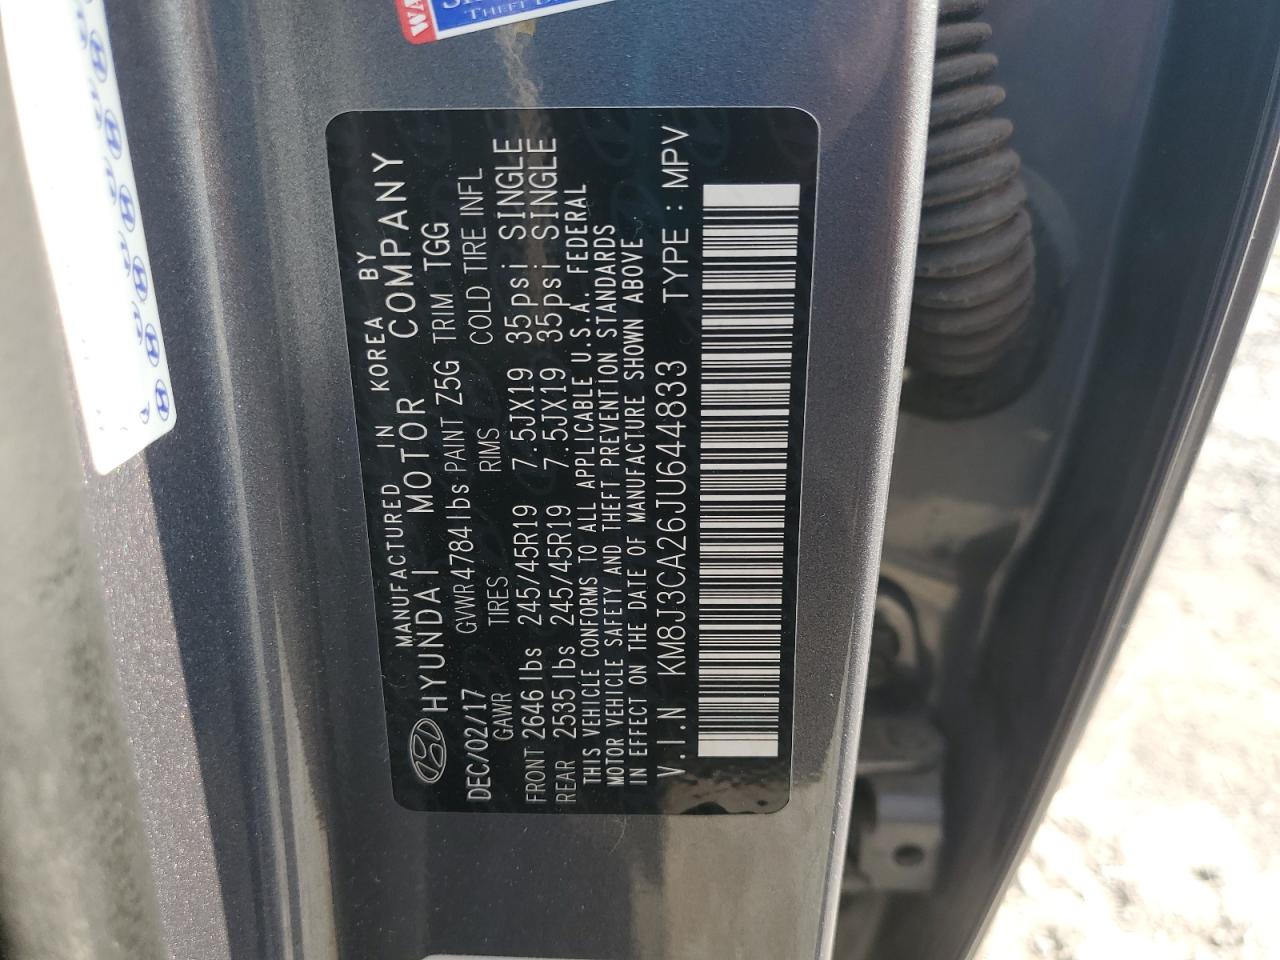 MANUFACTURED IN KOREA BY
HYUNDAI MOTOR COMPANY
DEC/02/17 GVWR 4784 lbs PAINT Z5G TRIM TGG
GAWR TIRES RIMS COLD TIRE INFL
FRONT 2646 lbs 245/45R19 7.5JX19 35psi SINGLE
REAR 2535 lbs 245/45R19 7.5JX19 35psi SINGLE
THIS VEHICLE CONFORMS TO ALL APPLICABLE U.S.A. FEDERAL
MOTOR VEHICLE SAFETY AND THEFT PREVENTION STANDARDS
IN EFFECT ON THE DATE OF MANUFACTURE SHOWN ABOVE
V.I.N KM8J3CA26JU644833 TYPE : MPV